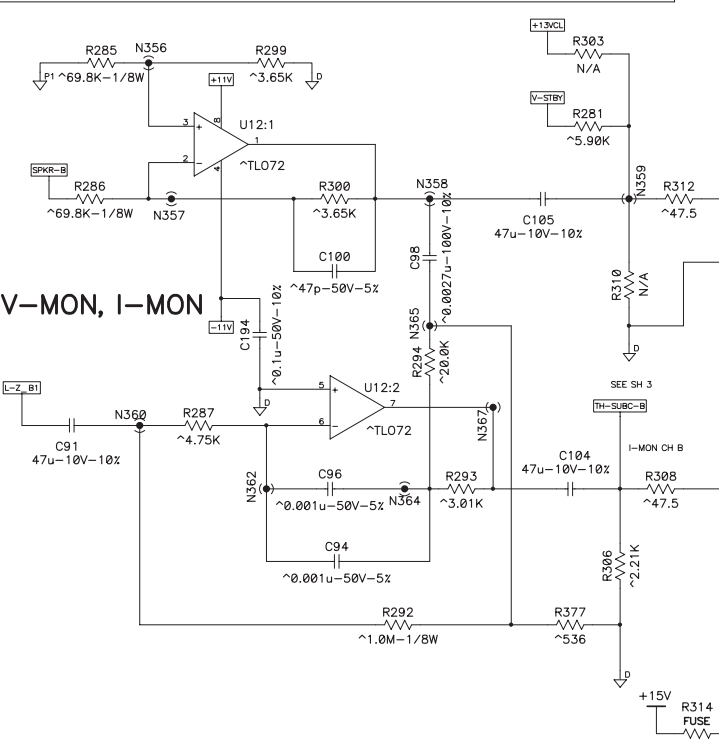 +13VCL
R303
N/A
R285
N356
R299
P1
^69.8K-1/8W
+11V
^3.65K
D
V-STBY
R281
^5.90K
8
3
+
U12:1
1
2
-
4
^TL072
SPKR-B
R286
^69.8K-1/8W
N357
R300
^3.65K
N358
C105
47u-10V-10%
N359
R312
^47.5
C100
^47p-50V-5%
C98
^0.0027u-100V-10%
R310
N/A
D
V-MON, I-MON
-11V
C194
^0.1u-50V-10%
N365
R294
^20.0K
SEE SH 3
TH-SUBC-B
L-Z_B1
5
+
U12:2
7
6
-
^TL072
D
N367
N360
R287
^4.75K
C91
47u-10V-10%
I-MON CH B
C104
47u-10V-10%
N362
C96
^0.001u-50V-5%
N364
R293
^3.01K
R308
^47.5
C94
^0.001u-50V-5%
R306
^2.21K
R292
^1.0M-1/8W
R377
^536
D
+15V
R314
FUSE